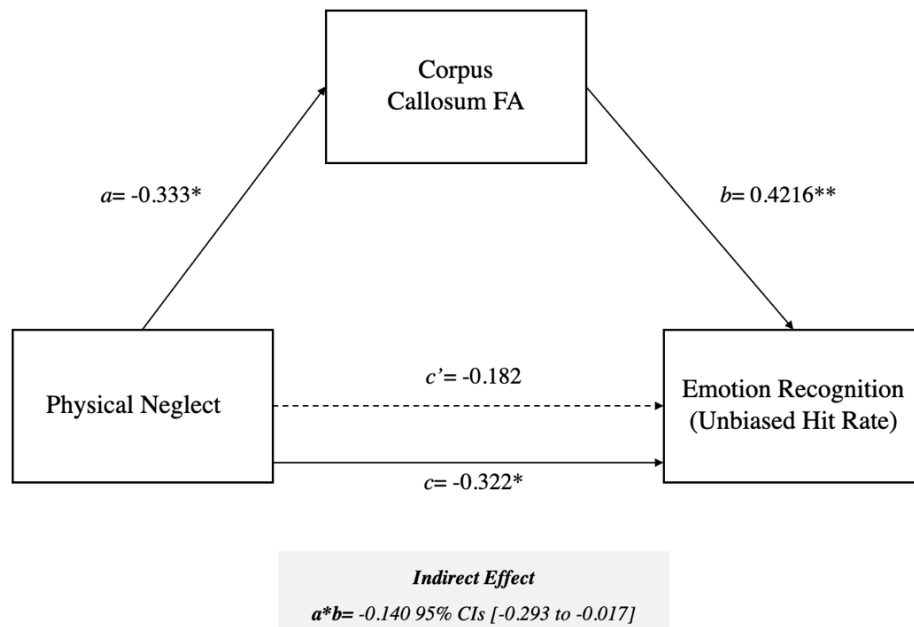 Corpus
Callosum FA
a= -0.333*
b= 0.4216**
Physical Neglect
c’= -0.182
Emotion Recognition
(Unbiased Hit Rate)
c= -0.322*
Indirect Effect
a*b= -0.140 95% CIs [-0.293 to -0.017]